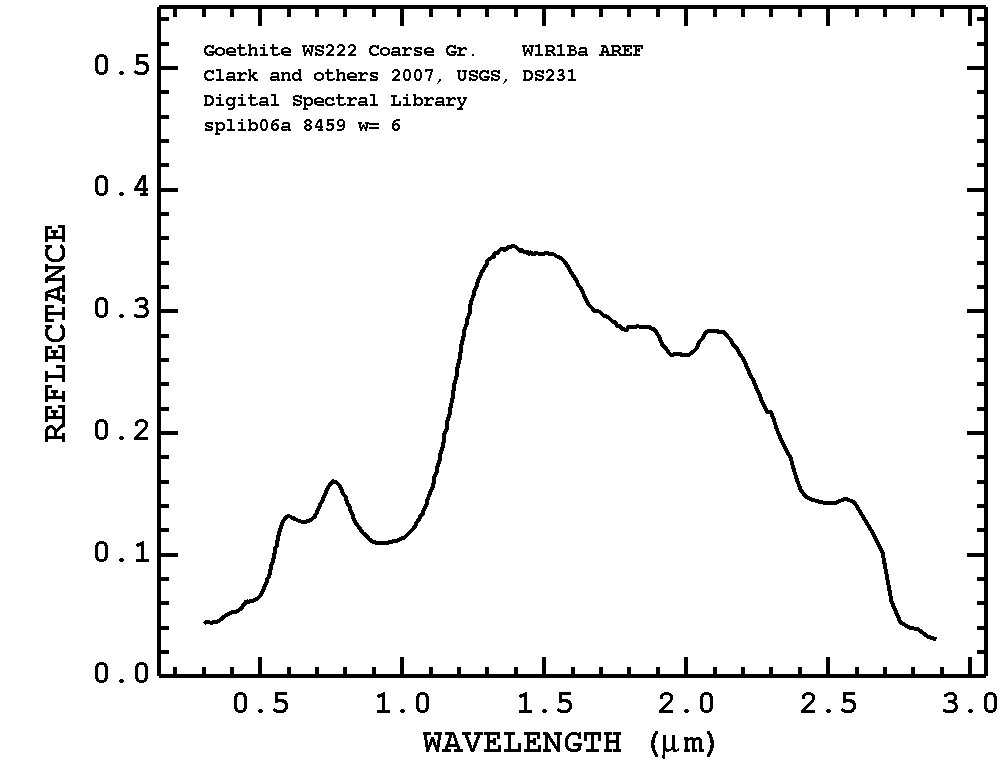 Goethite WS222 Coarse Gr. W1R1Ba AREF
Clark and others 2007, USGS, DS231
Digital Spectral Library
splib06a 8459 w= 6
0.5
0.4
0.3
0.2
0.1
0.0
REFLECTANCE
0.5 1.0 1.5 2.0 2.5 3.0
WAVELENGTH (μm)